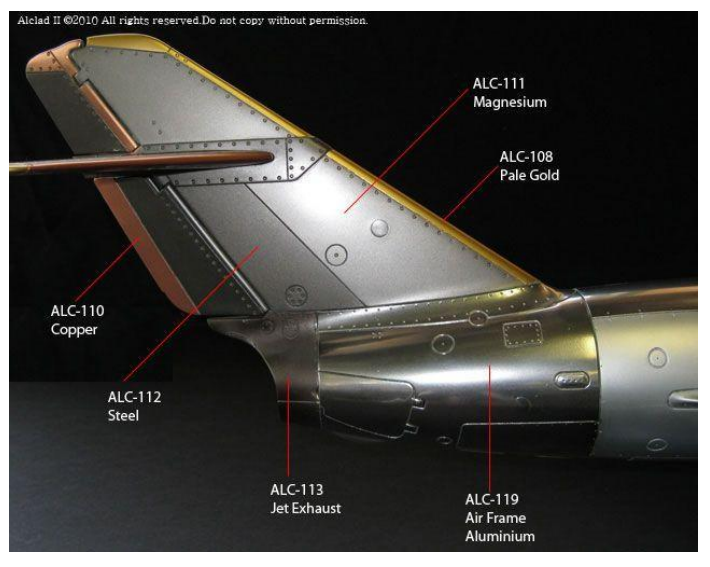 Alclad II ©2010 All rights reserved.Do not copy without permission.
ALC-111
Magnesium
ALC-108
Pale Gold
ALC-110
Copper
ALC-112
Steel
ALC-113
Jet Exhaust
ALC-119
Air Frame
Aluminium